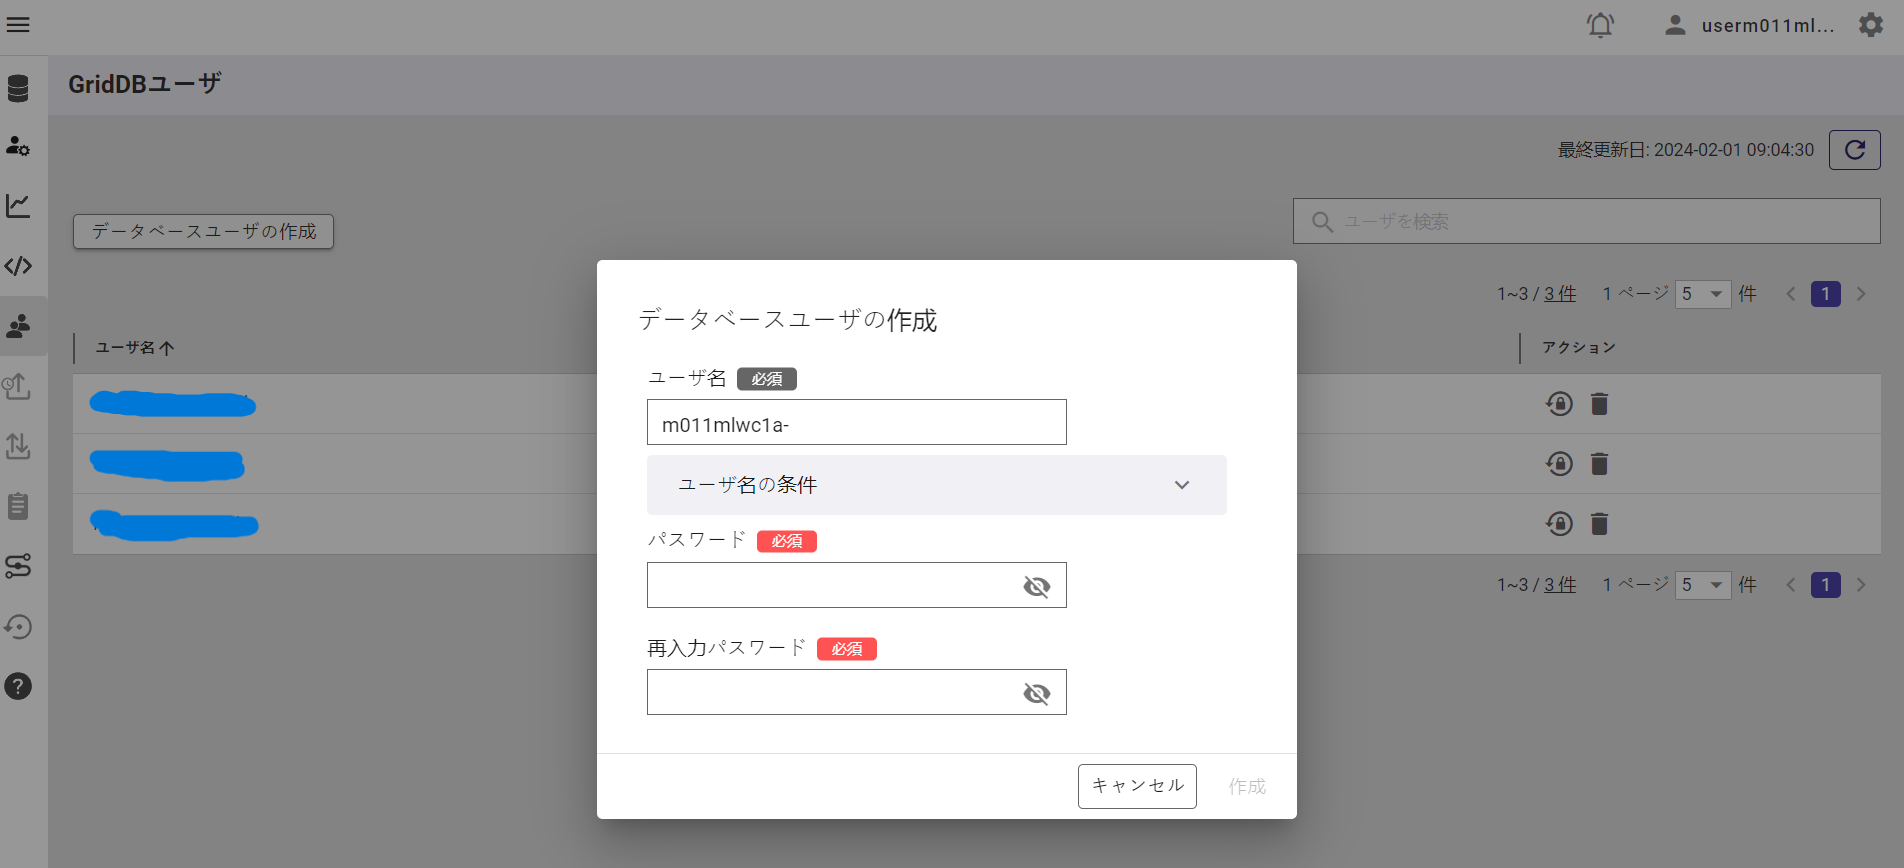 userm011ml...
GridDBユーザ
最終更新日: 2024-02-01 09:04:30
データベースユーザの作成
ユーザを検索
1~3 / 3 件 1 ページ 5 件 1
ユーザ名 アクション
データベースユーザの作成
ユーザ名 必須
m011mlwc1a-
ユーザ名の条件
パスワード 必須
再入力パスワード 必須
1~3 / 3 件 1 ページ 5 件 1
キャンセル 作成